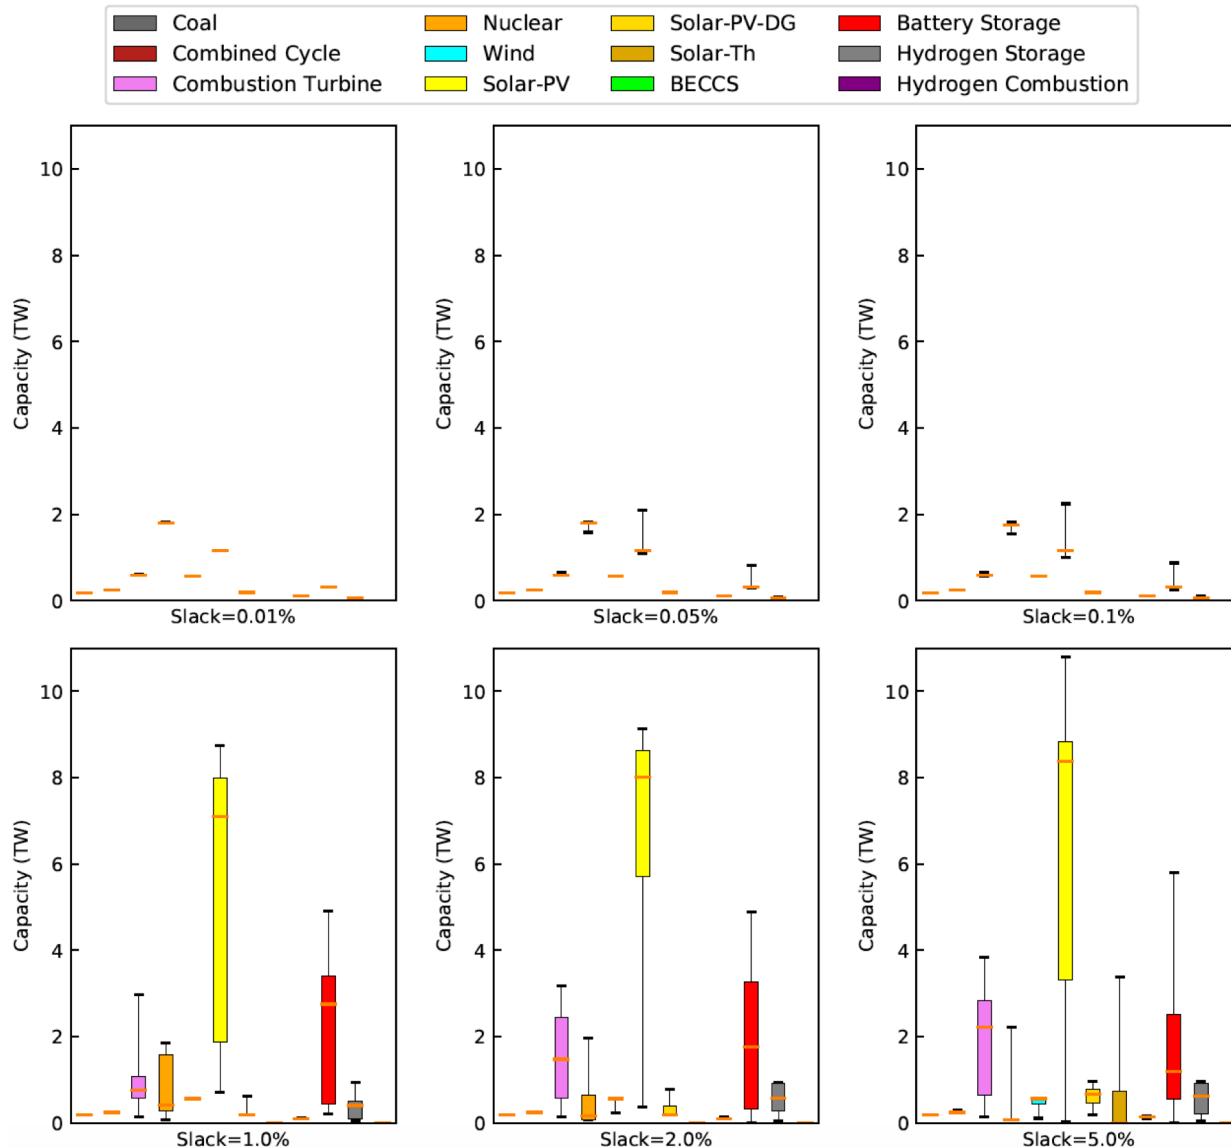 Coal
Combined Cycle
Combustion Turbine
Nuclear
Wind
Solar-PV
Solar-PV-DG
Solar-Th
BECCS
Battery Storage
Hydrogen Storage
Hydrogen Combustion
Capacity (TW)
10
8
6
4
2
0
Slack=0.01%
Capacity (TW)
10
8
6
4
2
0
Slack=0.05%
Capacity (TW)
10
8
6
4
2
0
Slack=0.1%
Capacity (TW)
10
8
6
4
2
0
Slack=1.0%
Capacity (TW)
10
8
6
4
2
0
Slack=2.0%
Capacity (TW)
10
8
6
4
2
0
Slack=5.0%